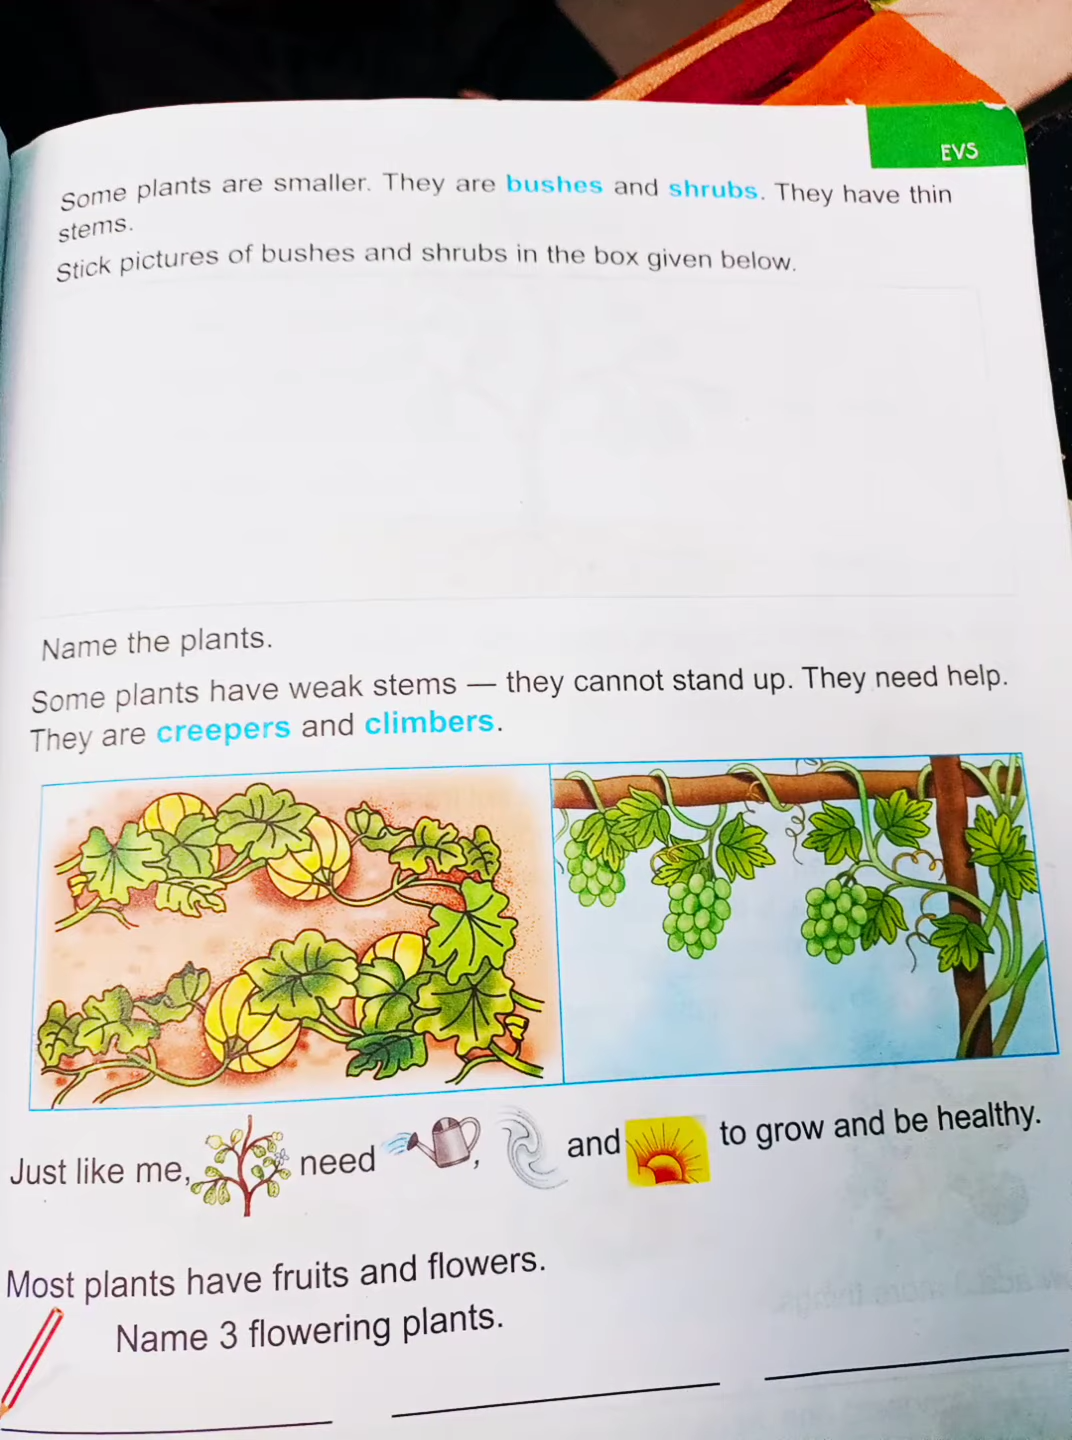 EVS
Some plants are smaller. They are bushes and shrubs. They have thin
stems.
Stick pictures of bushes and shrubs in the box given below.
Name the plants.
Some plants have weak stems — they cannot stand up. They need help.
They are creepers and climbers.
Just like me, need , and to grow and be healthy.
Most plants have fruits and flowers.
Name 3 flowering plants.